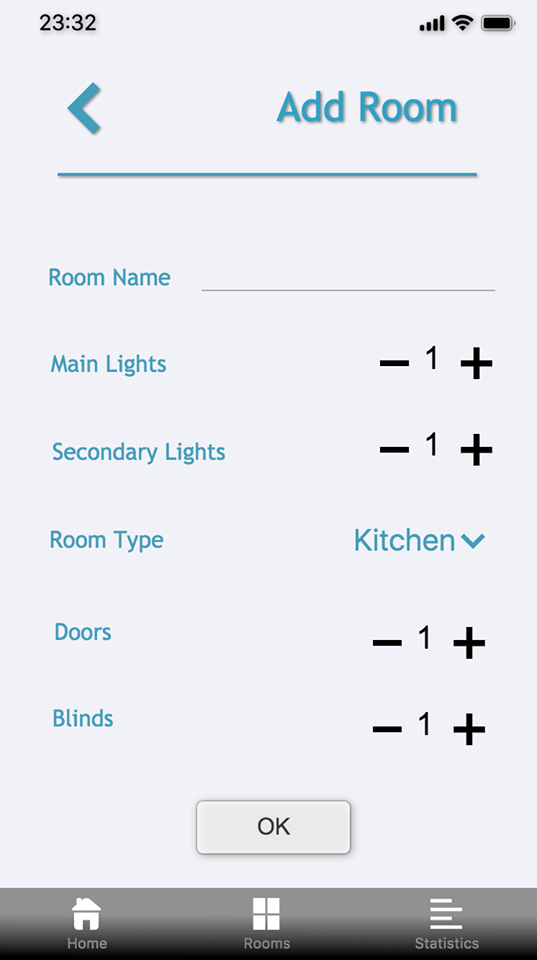 23:32
Add Room
Room Name
Main Lights 1
Secondary Lights 1
Room Type Kitchen
Doors 1
Blinds 1
OK
Home Rooms Statistics